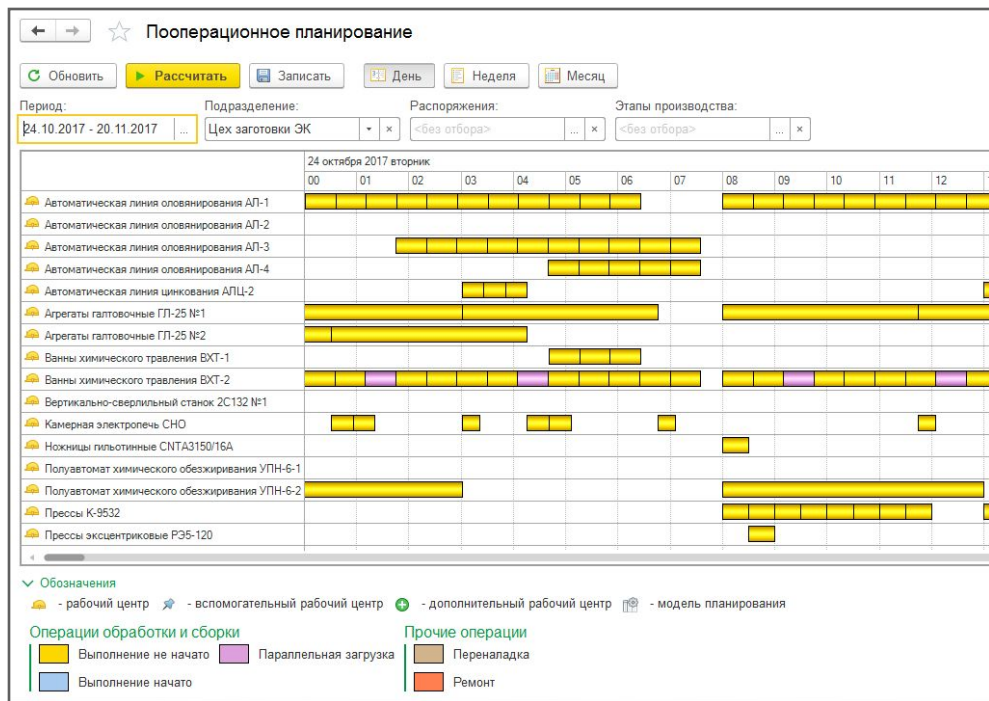 Пооперационное планирование
Обновить Рассчитать Записать День Неделя Месяц
Период: Подразделение: Распоряжения: Этапы производства:
24.10.2017 - 20.11.2017 ... Цех заготовки ЭК × <без отбора> ... × <без отбора> ... ×
24 октября 2017 вторник
00 01 02 03 04 05 06 07 08 09 10 11 12
Автоматическая линия оловянирования АЛ-1
Автоматическая линия оловянирования АЛ-2
Автоматическая линия оловянирования АЛ-3
Автоматическая линия оловянирования АЛ-4
Автоматическая линия цинкования АЛЦ-2
Агрегаты галтовочные ГЛ-25 №1
Агрегаты галтовочные ГЛ-25 №2
Ванны химического травления ВХТ-1
Ванны химического травления ВХТ-2
Вертикально-сверлильный станок 2С132 №1
Камерная электропечь СНО
Ножницы гильотинные CNTA3150/16A
Полуавтомат химического обезжиривания УПН-6-1
Полуавтомат химического обезжиривания УПН-6-2
Прессы К-9532
Прессы эксцентриковые РЭ5-120
Обозначения
- рабочий центр - вспомогательный рабочий центр - дополнительный рабочий центр - модель планирования
Операции обработки и сборки Прочие операции
Выполнение не начато Параллельная загрузка Переналадка
Выполнение начато Ремонт